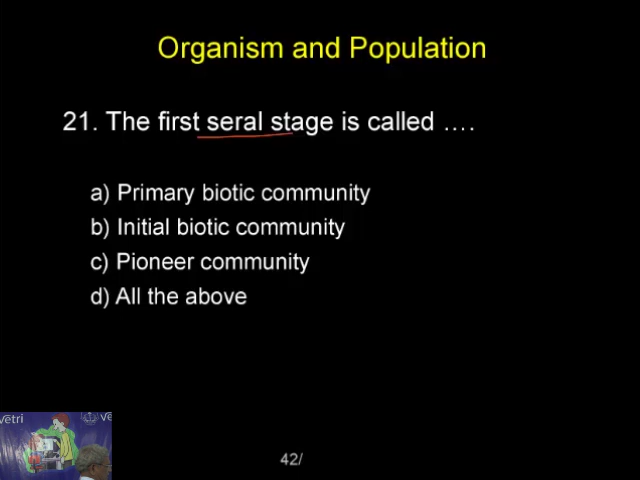 Organism and Population
21. The first seral stage is called ….
a) Primary biotic community
b) Initial biotic community
c) Pioneer community
d) All the above
vētri
42/